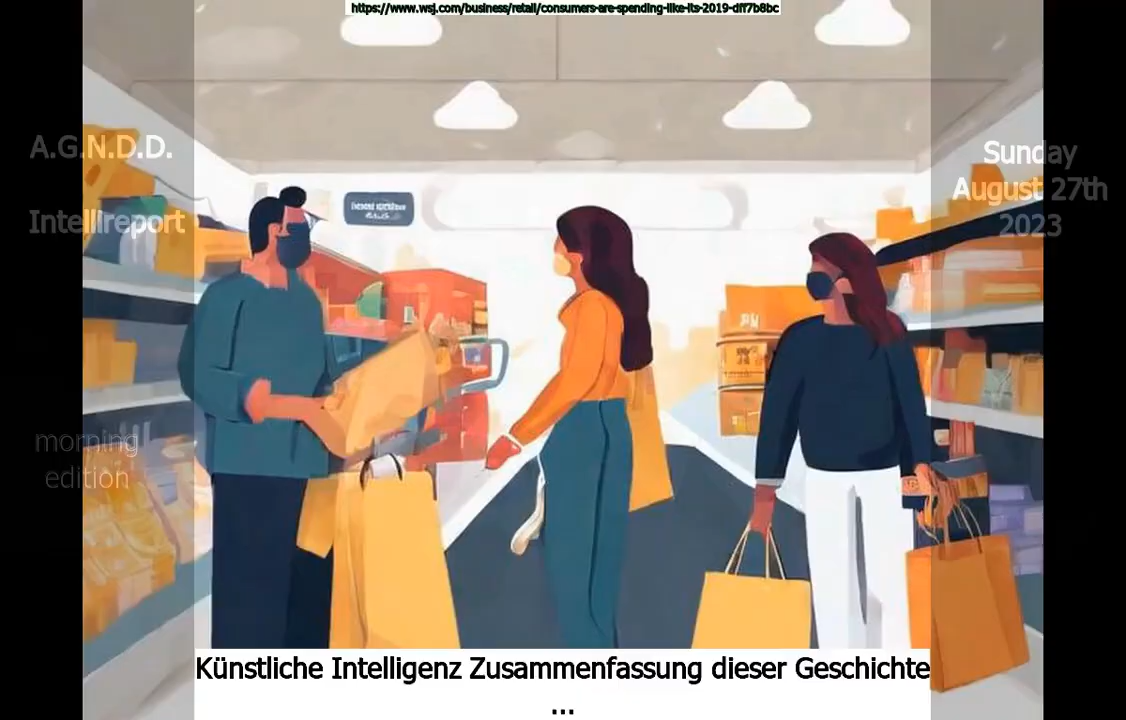 https://www.wsj.com/business/retail/consumers-are-spending-like-its-2019-dff7b8bc
A.G.N.D.D.
Intellireport
morning
edition
Sunday
August 27th
2023
Künstliche Intelligenz Zusammenfassung dieser Geschichte
...